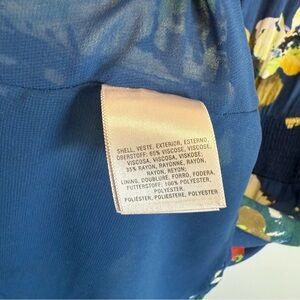 SHELL, VESTE, EXTERIOR, ESTERNO,
OBERSTOFF: 65% VISCOSE, VISCOSE,
VISCOSA, VISCOSA, VISKOSE;
35% RAYON, RAYONNE, RAYÓN,
RAYON, REYON;
LINING, DOUBLURE, FORRO, FODERA,
FUTTERSTOFF: 100% POLYESTER,
POLYESTER,
POLIÉSTER, POLIESTERE, POLYESTER